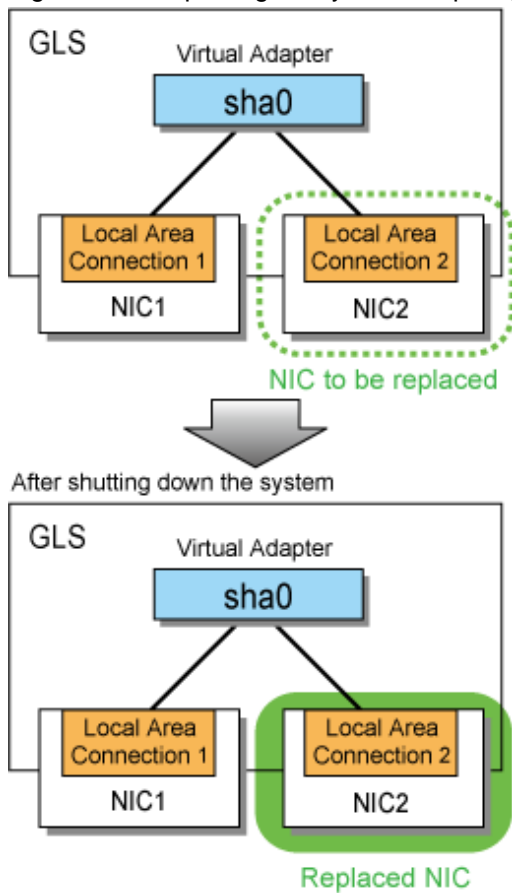 GLS
Virtual Adapter
sha0
Local Area
Connection 1
NIC1
Local Area
Connection 2
NIC2
NIC to be replaced
After shutting down the system
GLS
Virtual Adapter
sha0
Local Area
Connection 1
NIC1
Local Area
Connection 2
NIC2
Replaced NIC